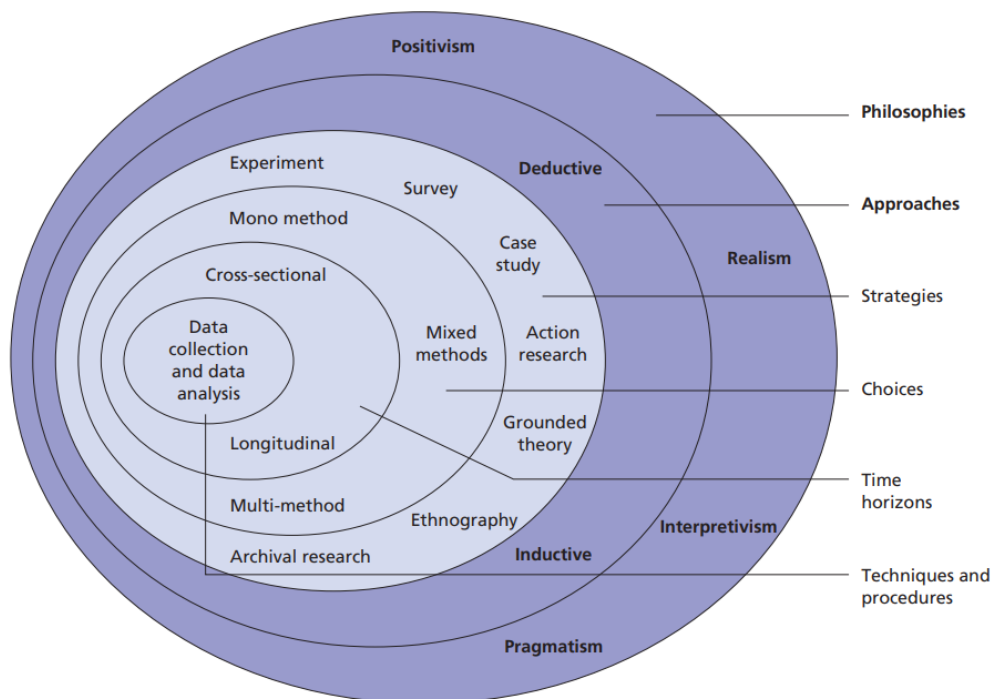 Positivism
Philosophies
Experiment
Deductive
Survey
Approaches
Mono method
Case
study
Realism
Cross-sectional
Strategies
Data
collection
and data
analysis
Mixed
methods
Action
research
Choices
Grounded
theory
Longitudinal
Time
horizons
Multi-method
Ethnography
Interpretivism
Archival research
Inductive
Techniques and
procedures
Pragmatism